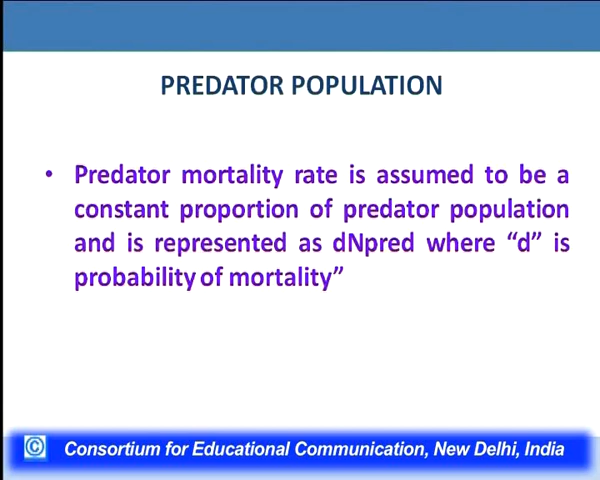 PREDATOR POPULATION
• Predator mortality rate is assumed to be a
constant proportion of predator population
and is represented as dNpred where “d” is
probability of mortality”
© Consortium for Educational Communication, New Delhi, India